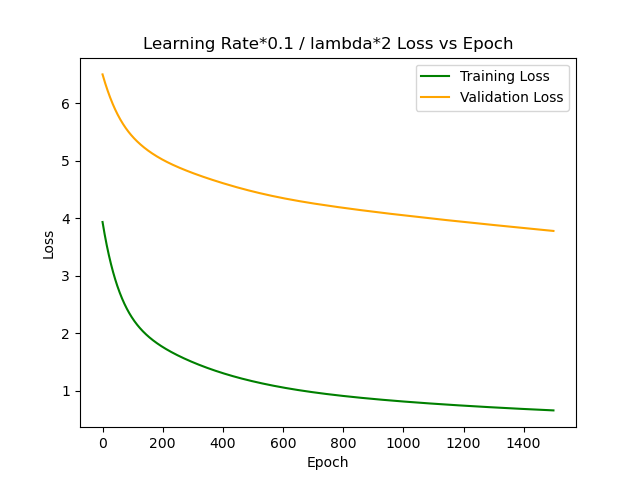 Learning Rate*0.1 / lambda*2 Loss vs Epoch
Training Loss
Validation Loss
6
5
4
3
2
1
Loss
0 200 400 600 800 1000 1200 1400
Epoch